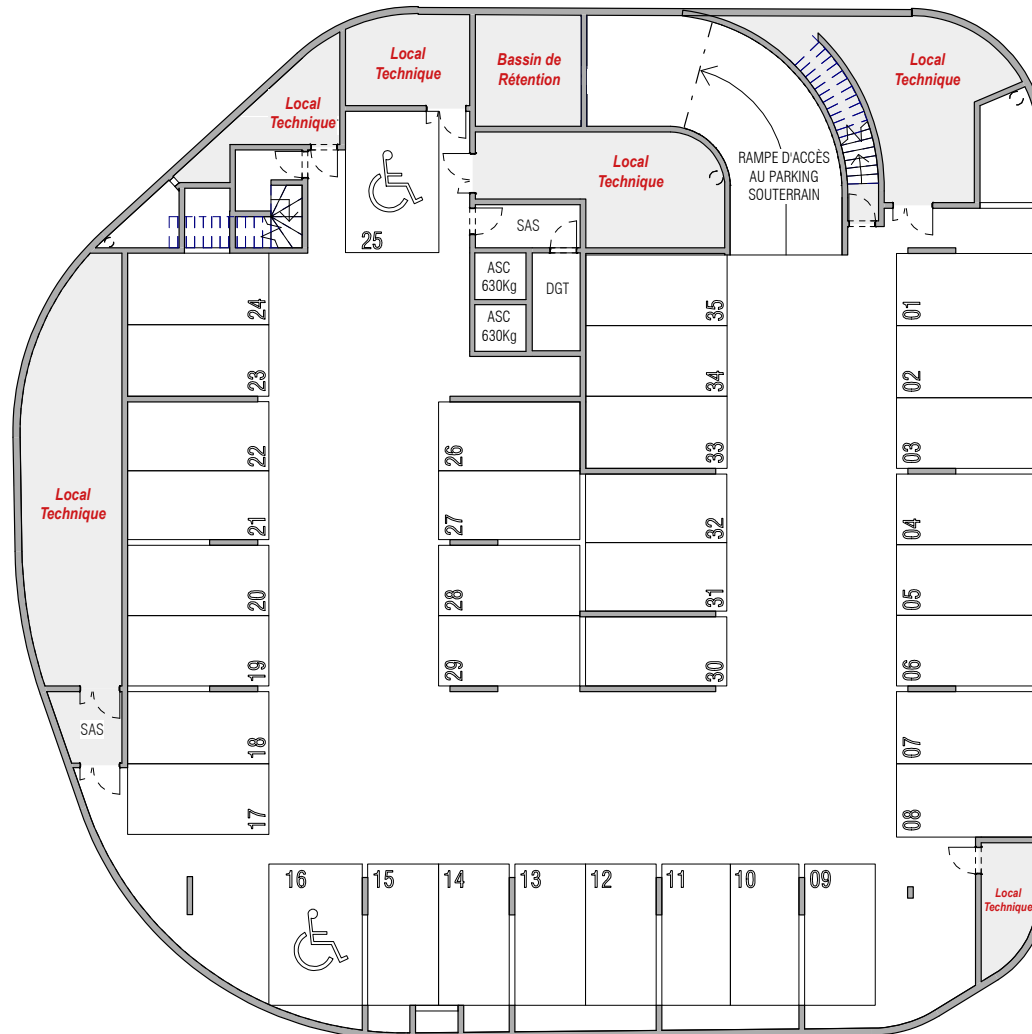 Local
Technique
Bassin de
Rétention
Local
Technique
Local
Technique
Local
Technique
RAMPE D'ACCÈS
AU PARKING
SOUTERRAIN
25
SAS
ASC
630Kg
DGT
ASC
630Kg
24
23
22
21
20
19
18
17
Local
Technique
SAS
26
27
28
29
35
34
33
32
31
30
01
02
03
04
05
06
07
08
16
15
14
13
12
11
10
09
Local
Technique